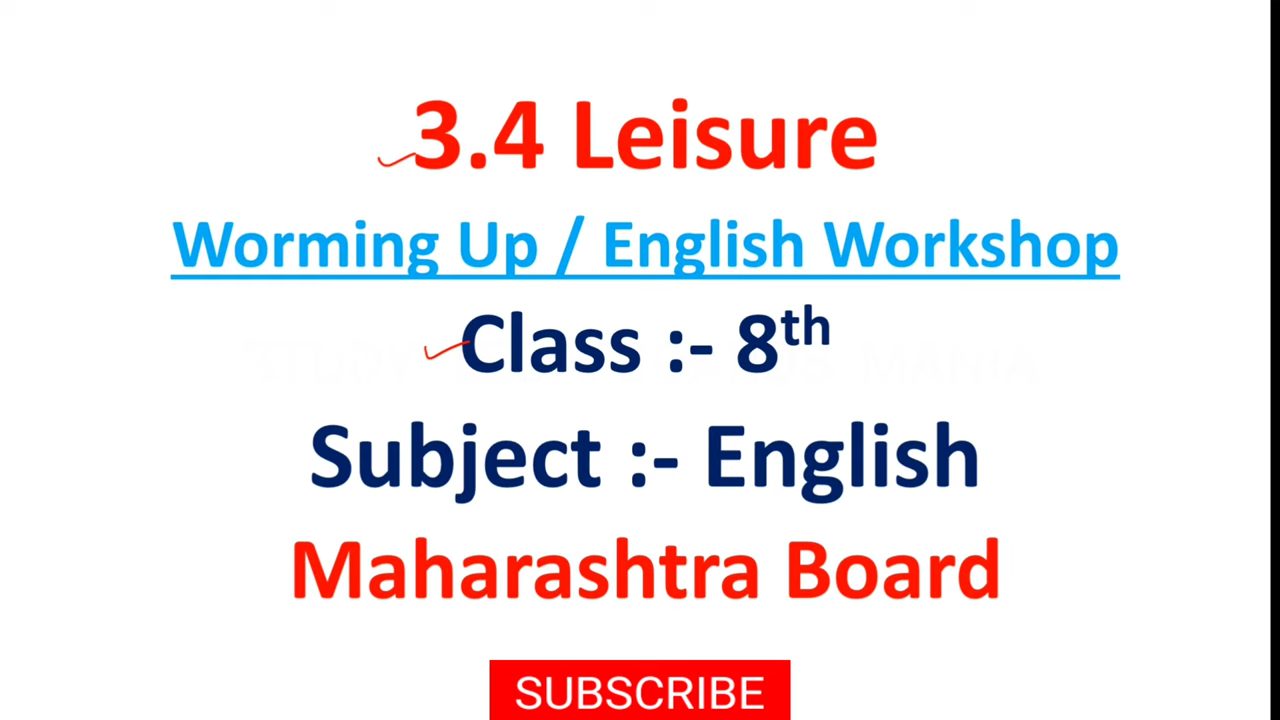 3.4 Leisure
Worming Up / English Workshop
Class :- 8th
Subject :- English
Maharashtra Board
SUBSCRIBE